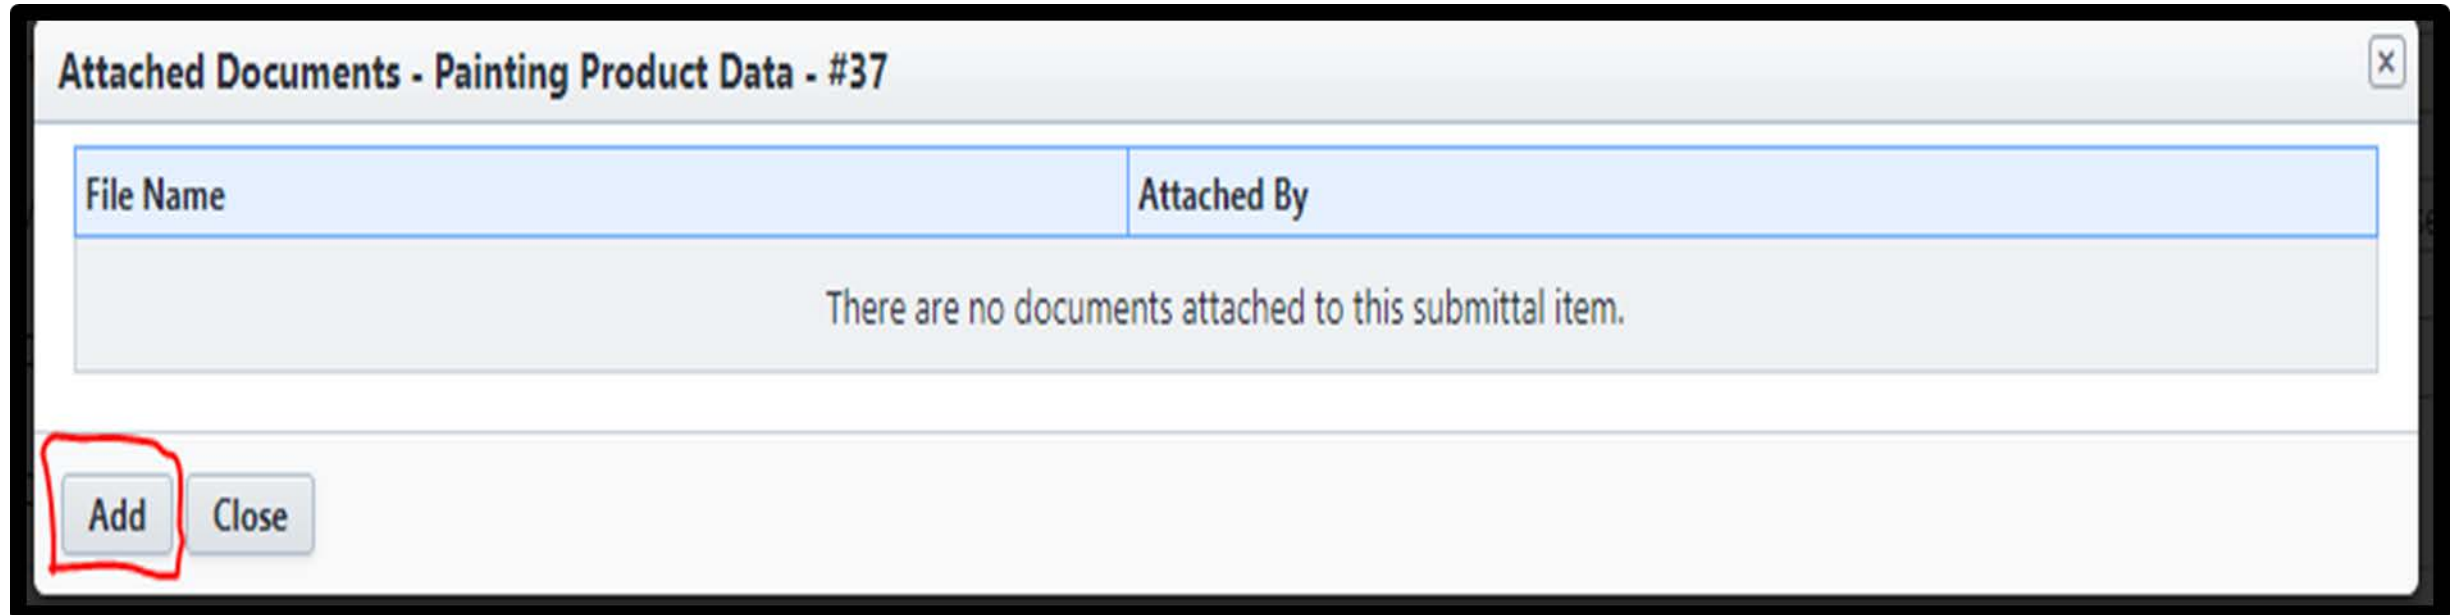 Attached Documents - Painting Product Data - #37
File Name
Attached By
There are no documents attached to this submittal item.
Add
Close